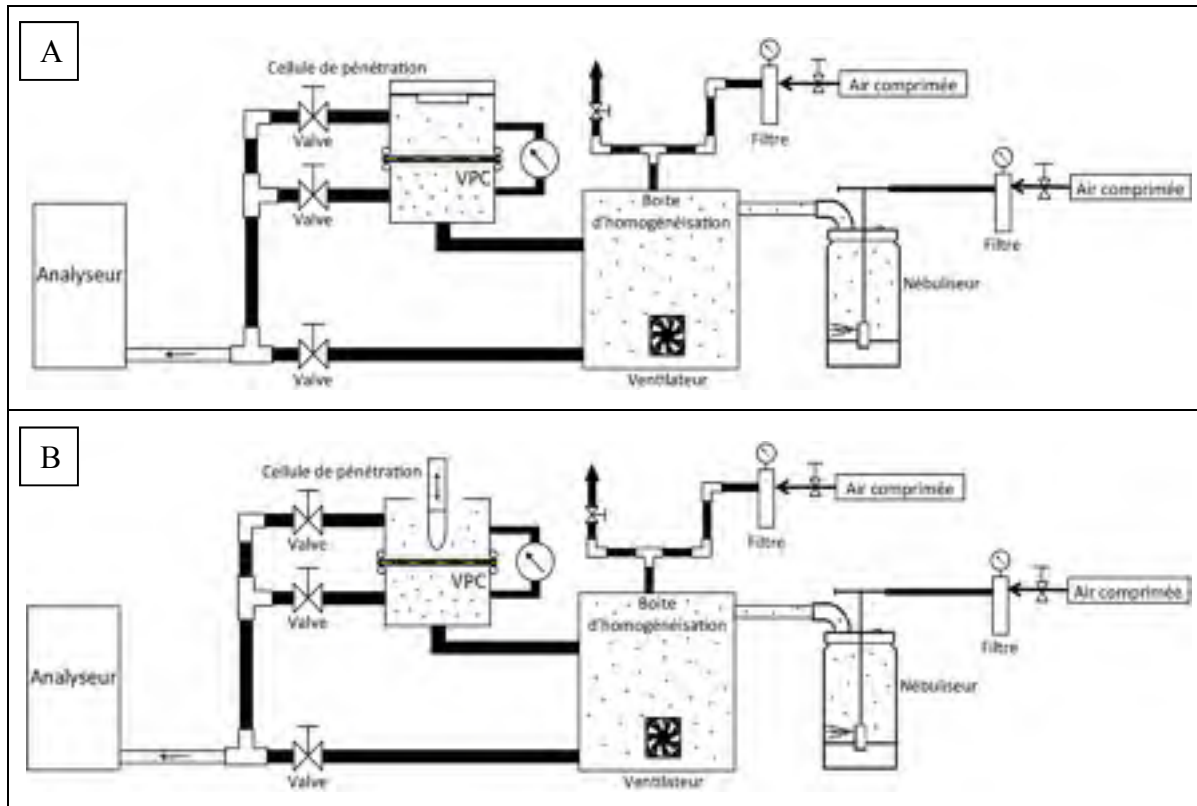 A
Cellule de pénétration
Air comprimée
Valve
Filtre
VPC
Air comprimée
Valve
Boite
d'homogénéisation
Filtre
Analyseur
Nébuliseur
Valve
Ventilateur
B
Cellule de pénétration
Air comprimée
Valve
Filtre
VPC
Air comprimée
Valve
Boite
d'homogénéisation
Filtre
Analyseur
Nébuliseur
Valve
Ventilateur